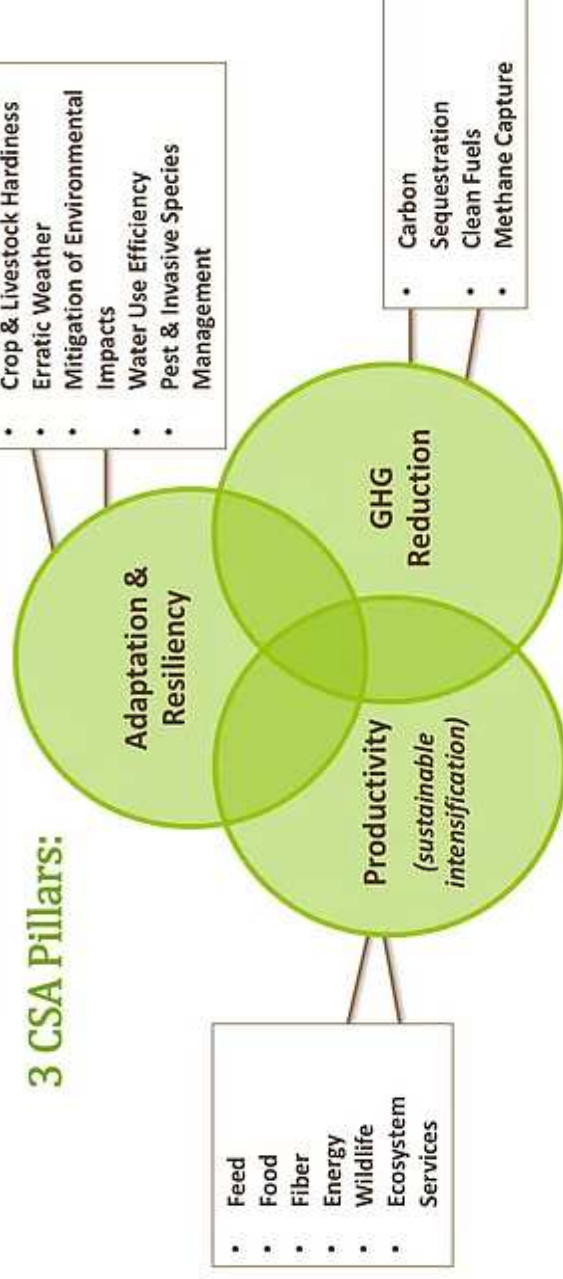 3 CSA Pillars:
• Crop & Livestock Hardiness
• Erratic Weather
• Mitigation of Environmental
Impacts
• Water Use Efficiency
• Pest & Invasive Species
Management
Adaptation &
Resiliency
• Feed
• Food
• Fiber
• Energy
• Wildlife
• Ecosystem
Services
Productivity
(sustainable
intensification)
GHG
Reduction
• Carbon
Sequestration
• Clean Fuels
• Methane Capture